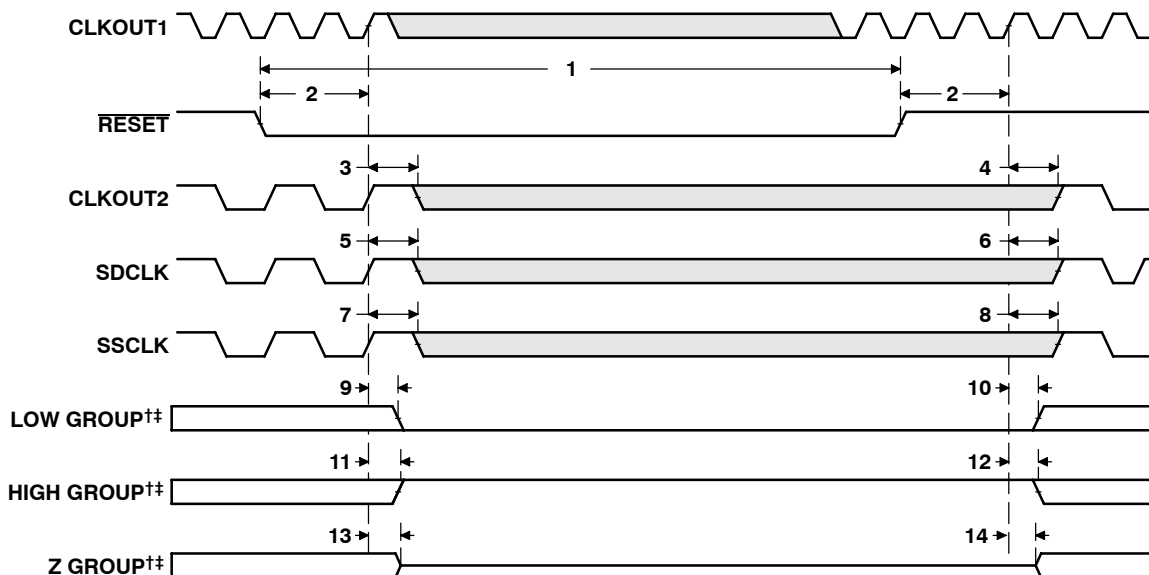 CLKOUT1
1
2 2
RESET
3 4
CLKOUT2
5 6
SDCLK
7 8
SSCLK
9 10
LOW GROUP†‡
11 12
HIGH GROUP†‡
13 14
Z GROUP†‡